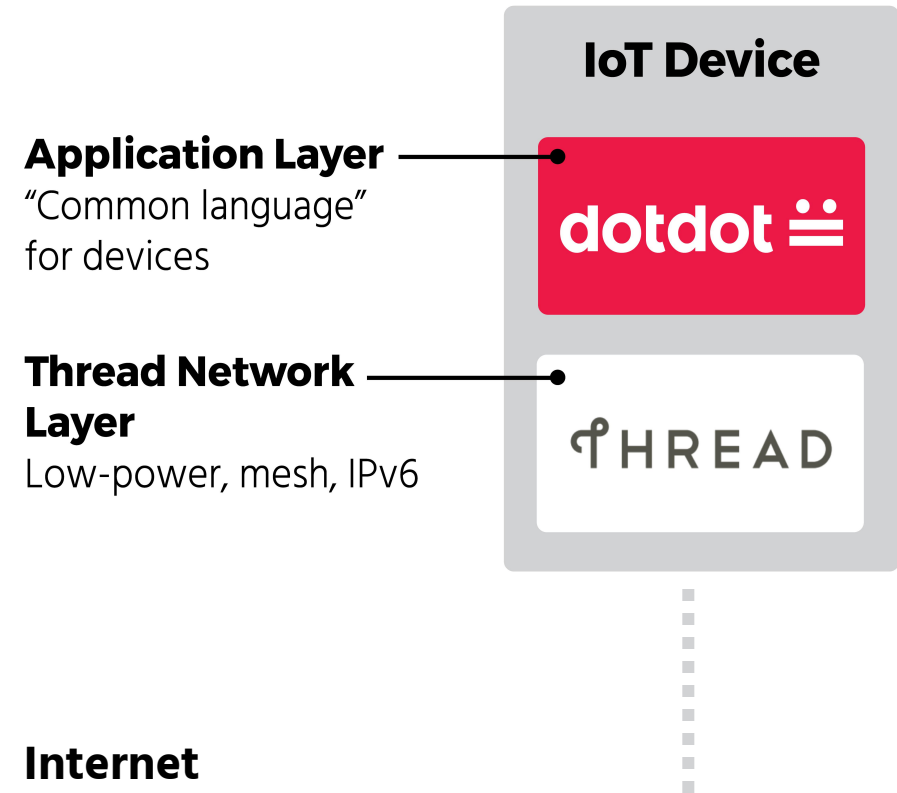 IoT Device
Application Layer
“Common language”
for devices
dotdot
Thread Network
Layer
Low-power, mesh, IPv6
THREAD
Internet